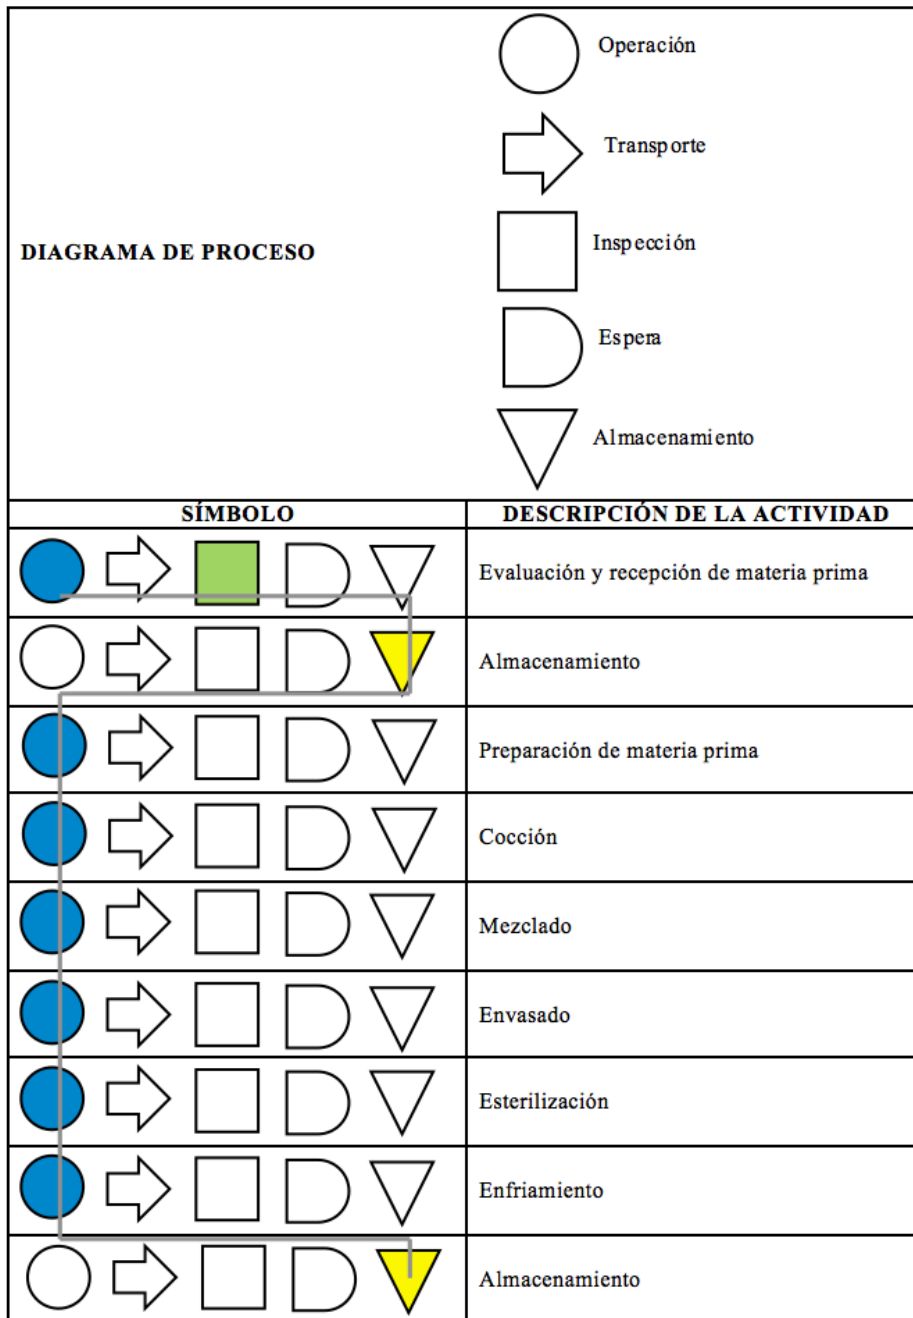 Operación
Transporte
DIAGRAMA DE PROCESO
Inspección
Espera
Almacenamiento
SÍMBOLO
DESCRIPCIÓN DE LA ACTIVIDAD
Evaluación y recepción de materia prima
Almacenamiento
Preparación de materia prima
Cocción
Mezclado
Envasado
Esterilización
Enfriamiento
Almacenamiento